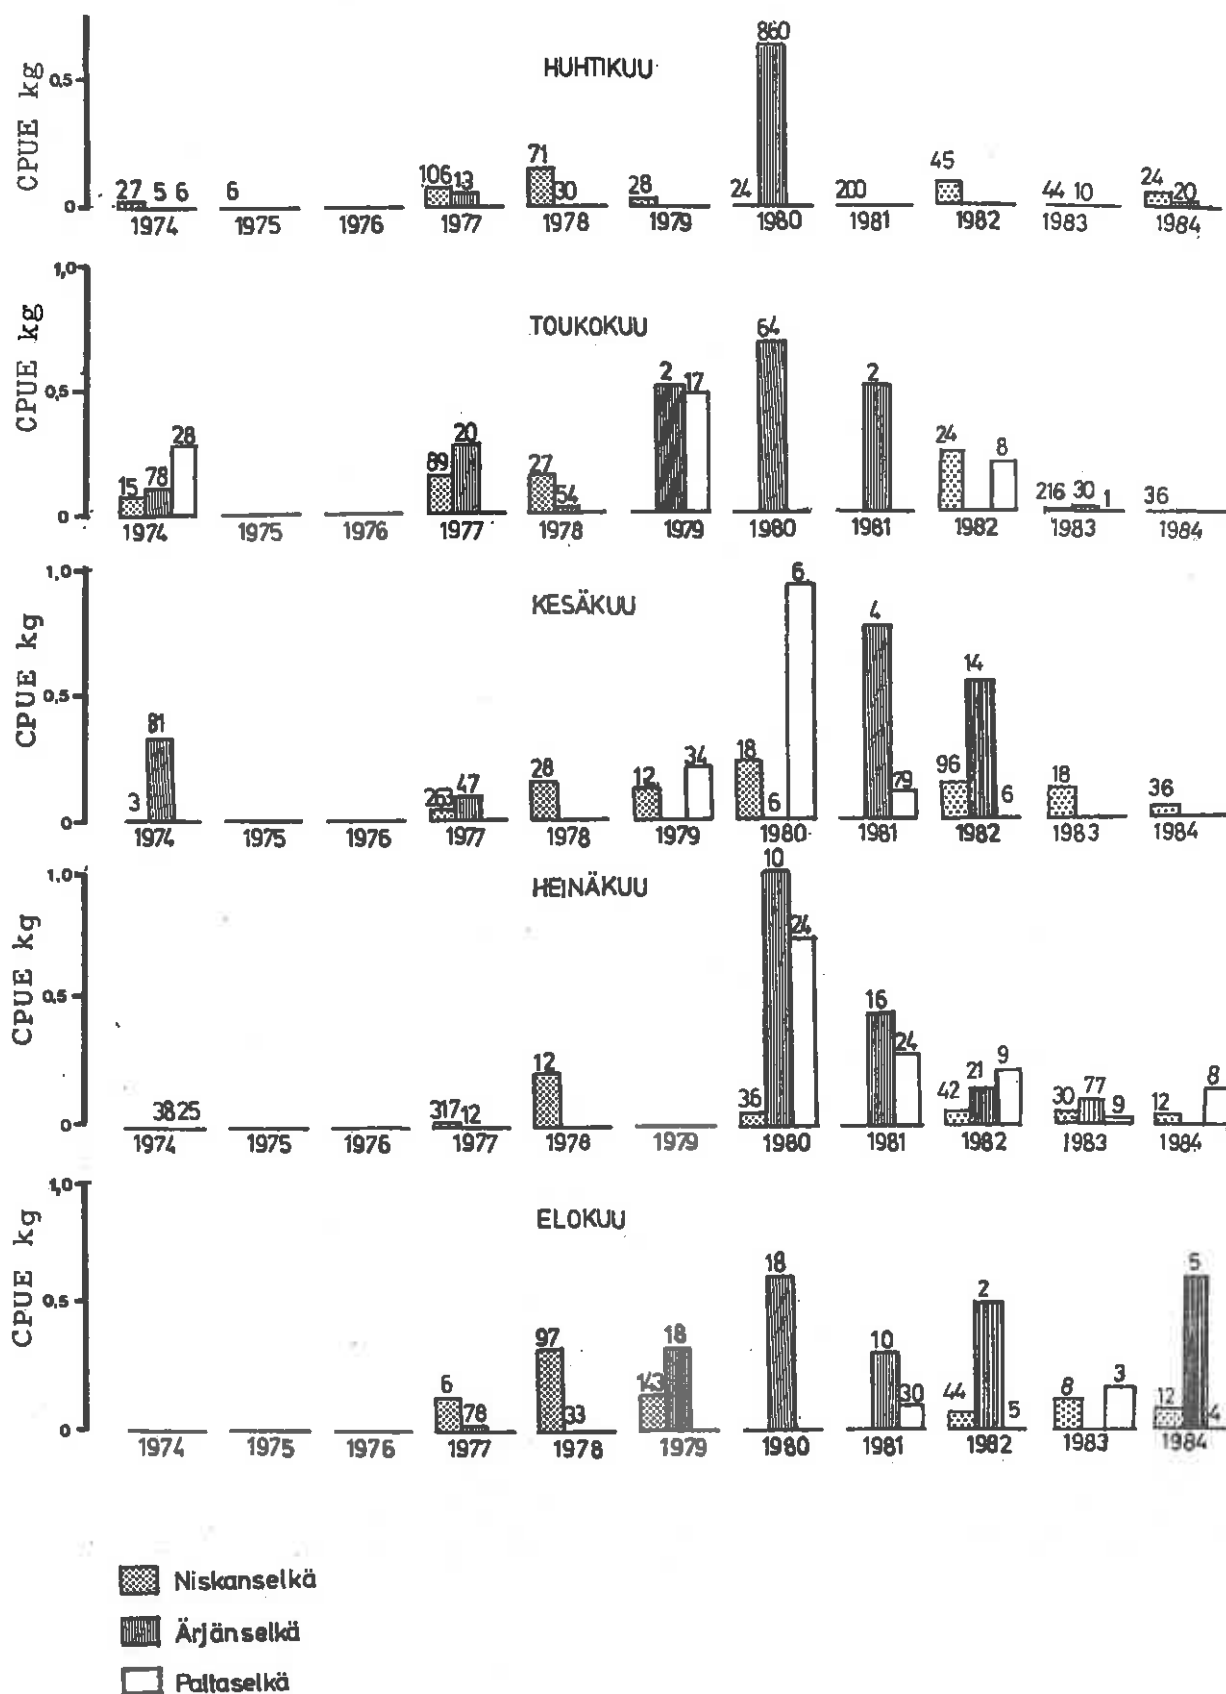 HUHTIKUU
CPUE kg
0,5
0
27 5 6 6 106 13 71 30 28 24 860 200 45 44 10 24 20
1974 1975 1976 1977 1978 1979 1980 1981 1982 1983 1984
TOUKOKUU
CPUE kg
1,0
0,5
0
15 78 28 89 20 27 54 2 17 64 2 24 8 216 30 1 36
1974 1975 1976 1977 1978 1979 1980 1981 1982 1983 1984
KESÄKUU
CPUE kg
1,0
0,5
0
3 81 263 47 28 12 34 18 6 6 4 79 96 14 6 18 36
1974 1975 1976 1977 1978 1979 1980 1981 1982 1983 1984
HEINÄKUU
CPUE kg
1,0
0,5
0
38 25 317 12 12 36 10 24 16 24 42 21 9 30 77 9 12 8
1974 1975 1976 1977 1978 1979 1980 1981 1982 1983 1984
ELOKUU
CPUE kg
1,0
0,5
0
6 78 97 33 143 18 18 10 30 44 2 5 8 3 12 5 4
1974 1975 1976 1977 1978 1979 1980 1981 1982 1983 1984
Niskanselkä
Ärjänselkä
Paltaselkä